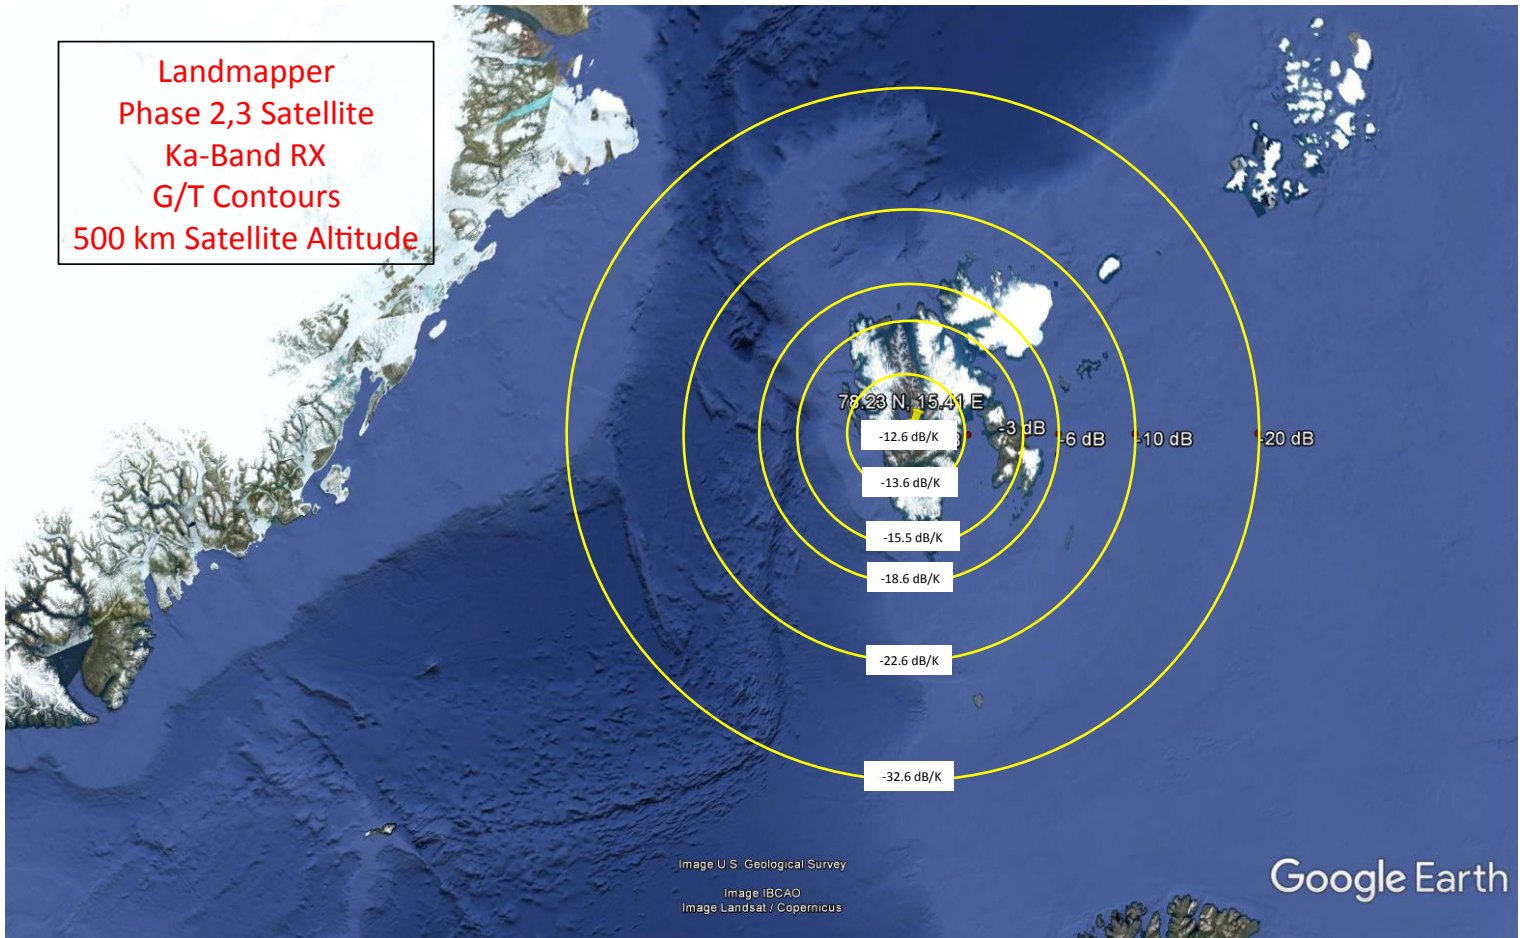 Landmapper
Phase 2,3 Satellite
Ka-Band RX
G/T Contours
500 km Satellite Altitude
78.23 N, 15.41 E
-12.6 dB/K
-3 dB
-6 dB
-10 dB
-20 dB
-13.6 dB/K
-15.5 dB/K
-18.6 dB/K
-22.6 dB/K
-32.6 dB/K
Image U.S. Geological Survey
Image IBCAO
Image Landsat / Copernicus
Google Earth